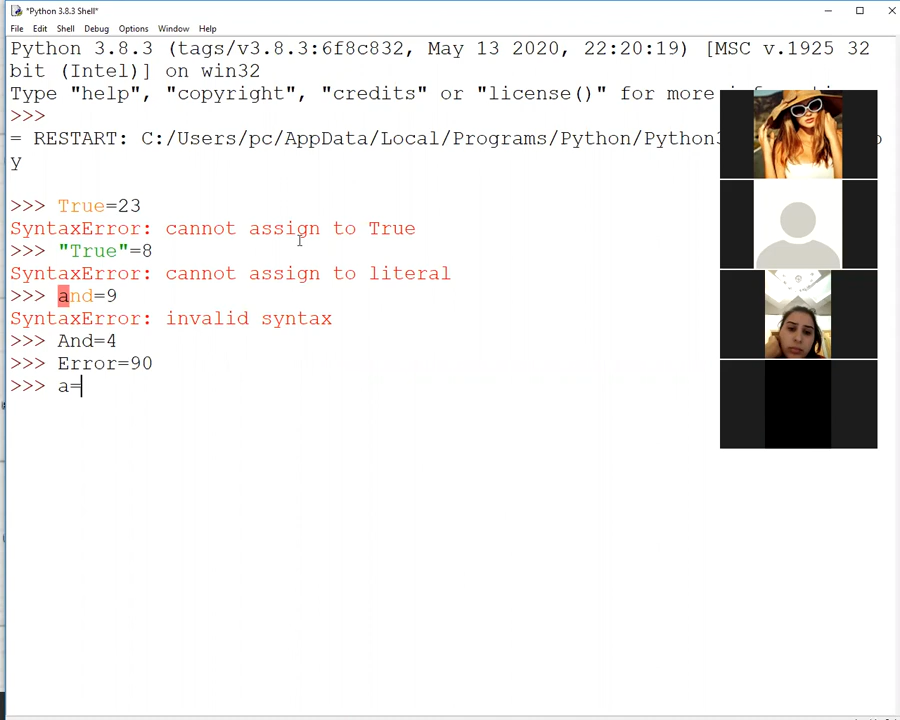 *Python 3.8.3 Shell*
File Edit Shell Debug Options Window Help
Python 3.8.3 (tags/v3.8.3:6f8c832, May 13 2020, 22:20:19) [MSC v.1925 32
bit (Intel)] on win32
Type "help", "copyright", "credits" or "license()" for more
>>>
= RESTART: C:/Users/pc/AppData/Local/Programs/Python/Python3
y
>>> True=23
SyntaxError: cannot assign to True
>>> "True"=8
SyntaxError: cannot assign to literal
>>> and=9
SyntaxError: invalid syntax
>>> And=4
>>> Error=90
>>> a=